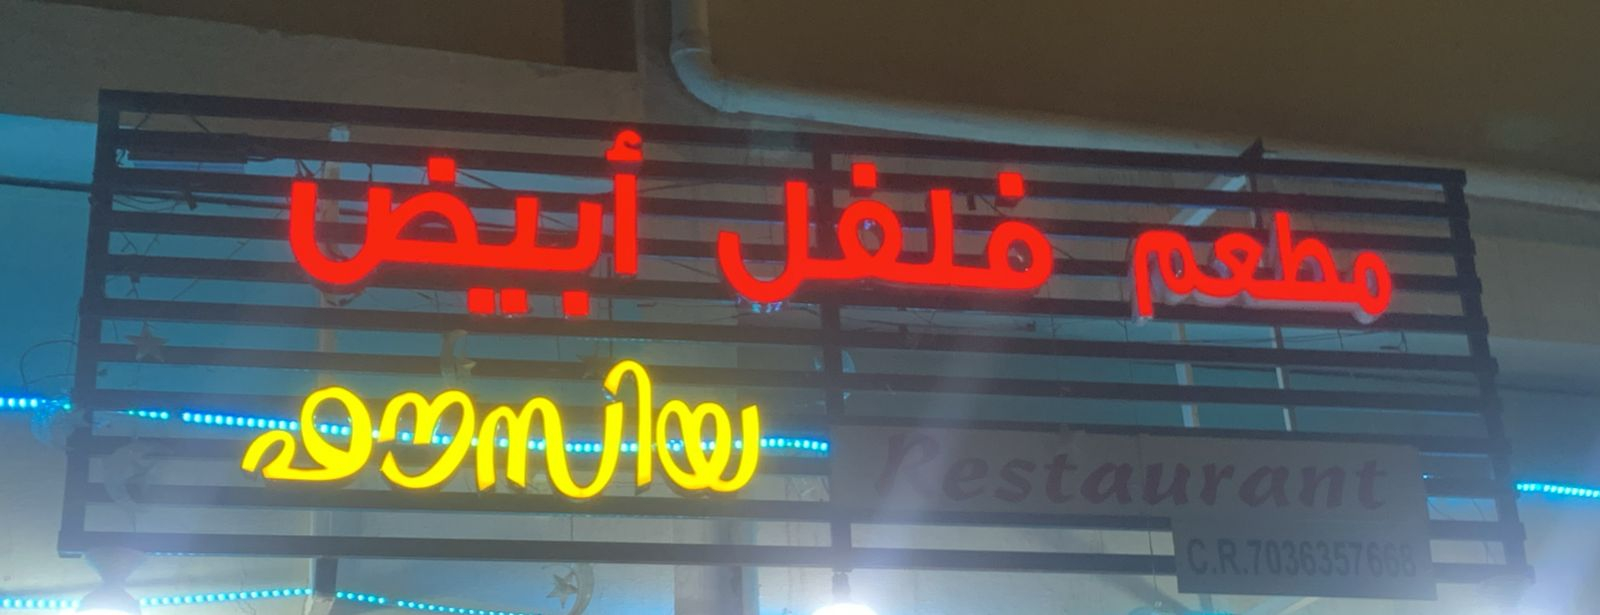 مطعم فلفل أبيض
ഫൗസിയ
Restaurant
C.R.7036357668